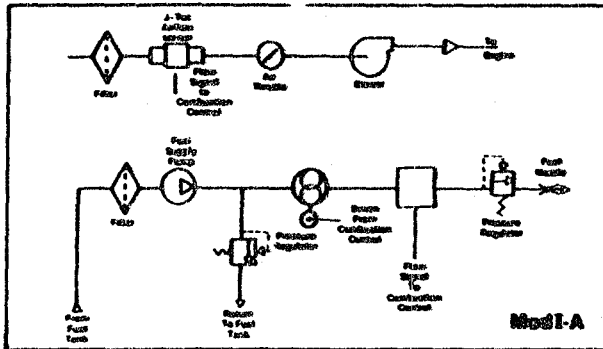 Filter
Flow
Signal
to
Combustion
Control
Air
Throttle
Blower
To
Engine
Fuel
Supply
Pump
Filter
Pressure
Regulator
From
Combustion
Control
Fuel
Nozzle
Pressure
Regulator
From
Fuel
Tank
Return
To Fuel
Tank
Flow
Signal
To
Combustion
Control
Mod I-A